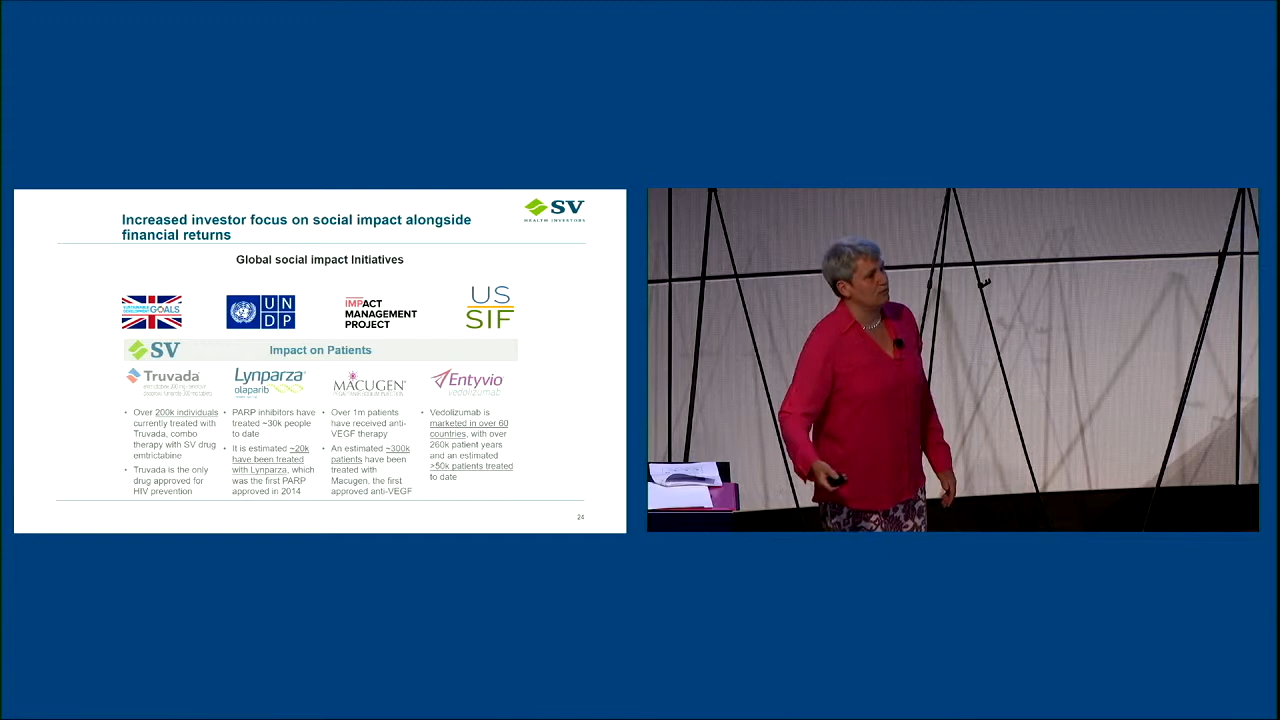 Increased investor focus on social impact alongside
financial returns
SV
HEALTH INVESTORS
Global social impact Initiatives
SUSTAINABLE
DEVELOPMENT GOALS
U N
D P
IMPACT
MANAGEMENT
PROJECT
US
SIF
SV
Impact on Patients
Truvada
• Over 200k individuals
currently treated with
Truvada, combo
therapy with SV drug
emtricitabine
• Truvada is the only
drug approved for
HIV prevention
Lynparza
olaparib
• PARP inhibitors have
treated ~30k people
to date
• It is estimated ~20k
have been treated
with Lynparza, which
was the first PARP
approved in 2014
MACUGEN
• Over 1m patients
have received anti-
VEGF therapy
• An estimated ~300k
patients have been
treated with
Macugen, the first
approved anti-VEGF
Entyvio
vedolizumab
• Vedolizumab is
marketed in over 60
countries, with over
260k patient years
and an estimated
>50k patients treated
to date
24